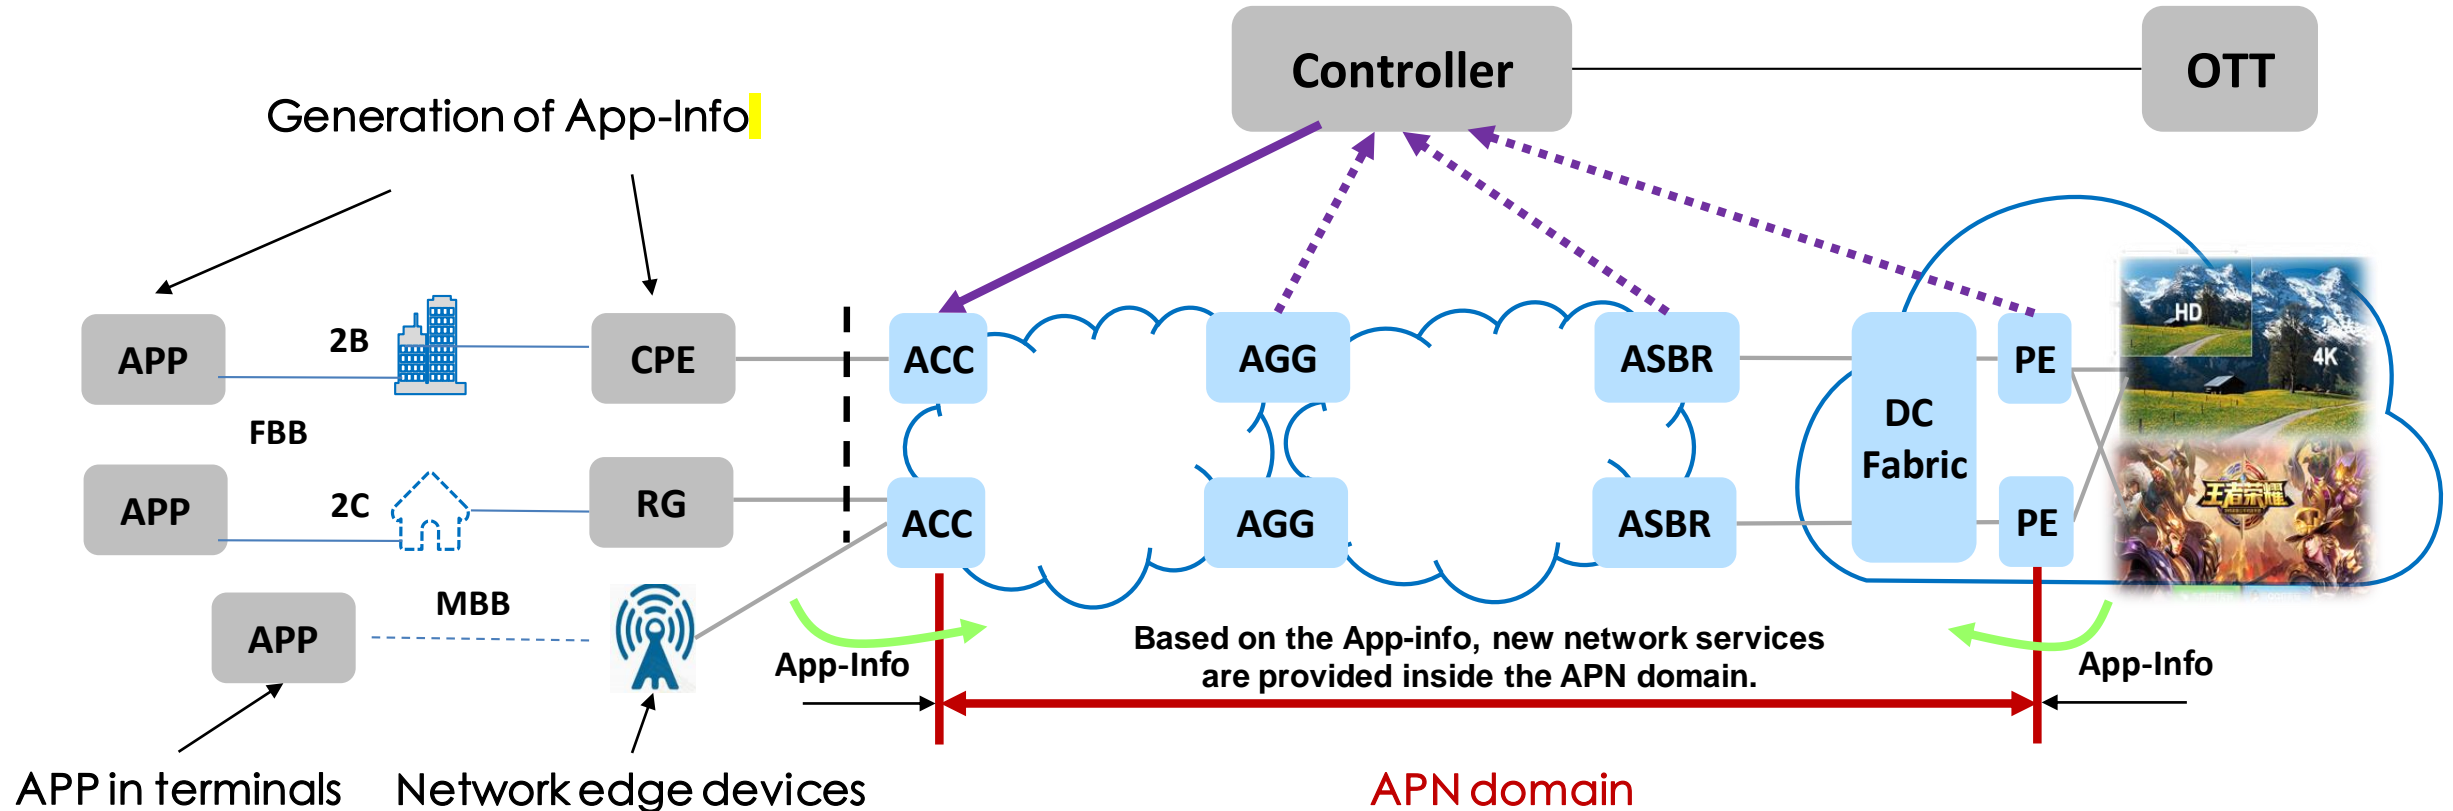 Controller
OTT
Generation of App-Info
HD
4K
APP
2B
CPE
ACC
AGG
ASBR
PE
FBB
DC
Fabric
APP
2C
RG
ACC
AGG
ASBR
PE
王者荣耀
APP
MBB
App-Info
Based on the App-info, new network services
are provided inside the APN domain.
App-Info
APP in terminals
Network edge devices
APN domain